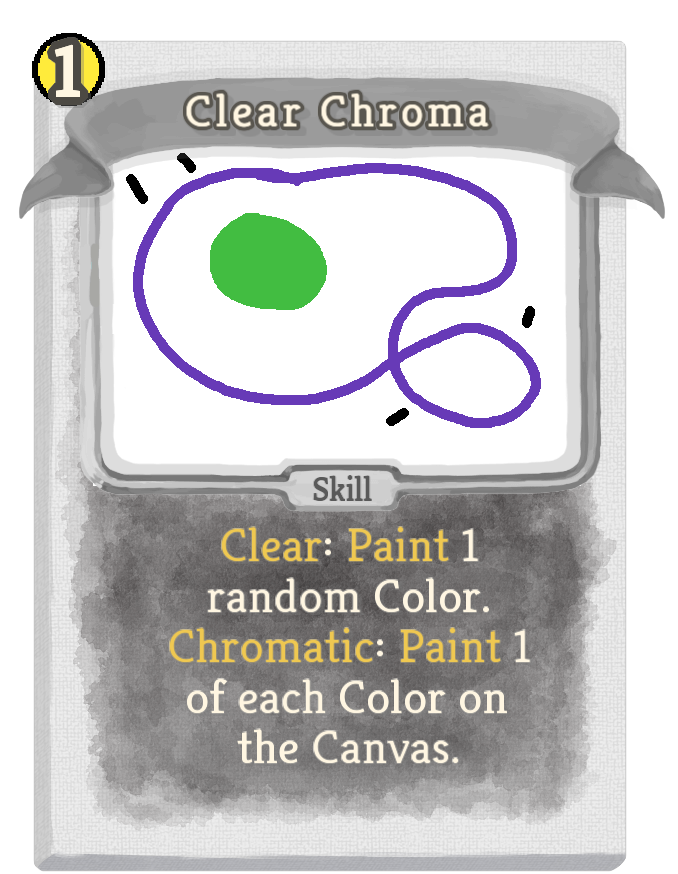 1
Clear Chroma
Skill
Clear: Paint 1
random Color.
Chromatic: Paint 1
of each Color on
the Canvas.